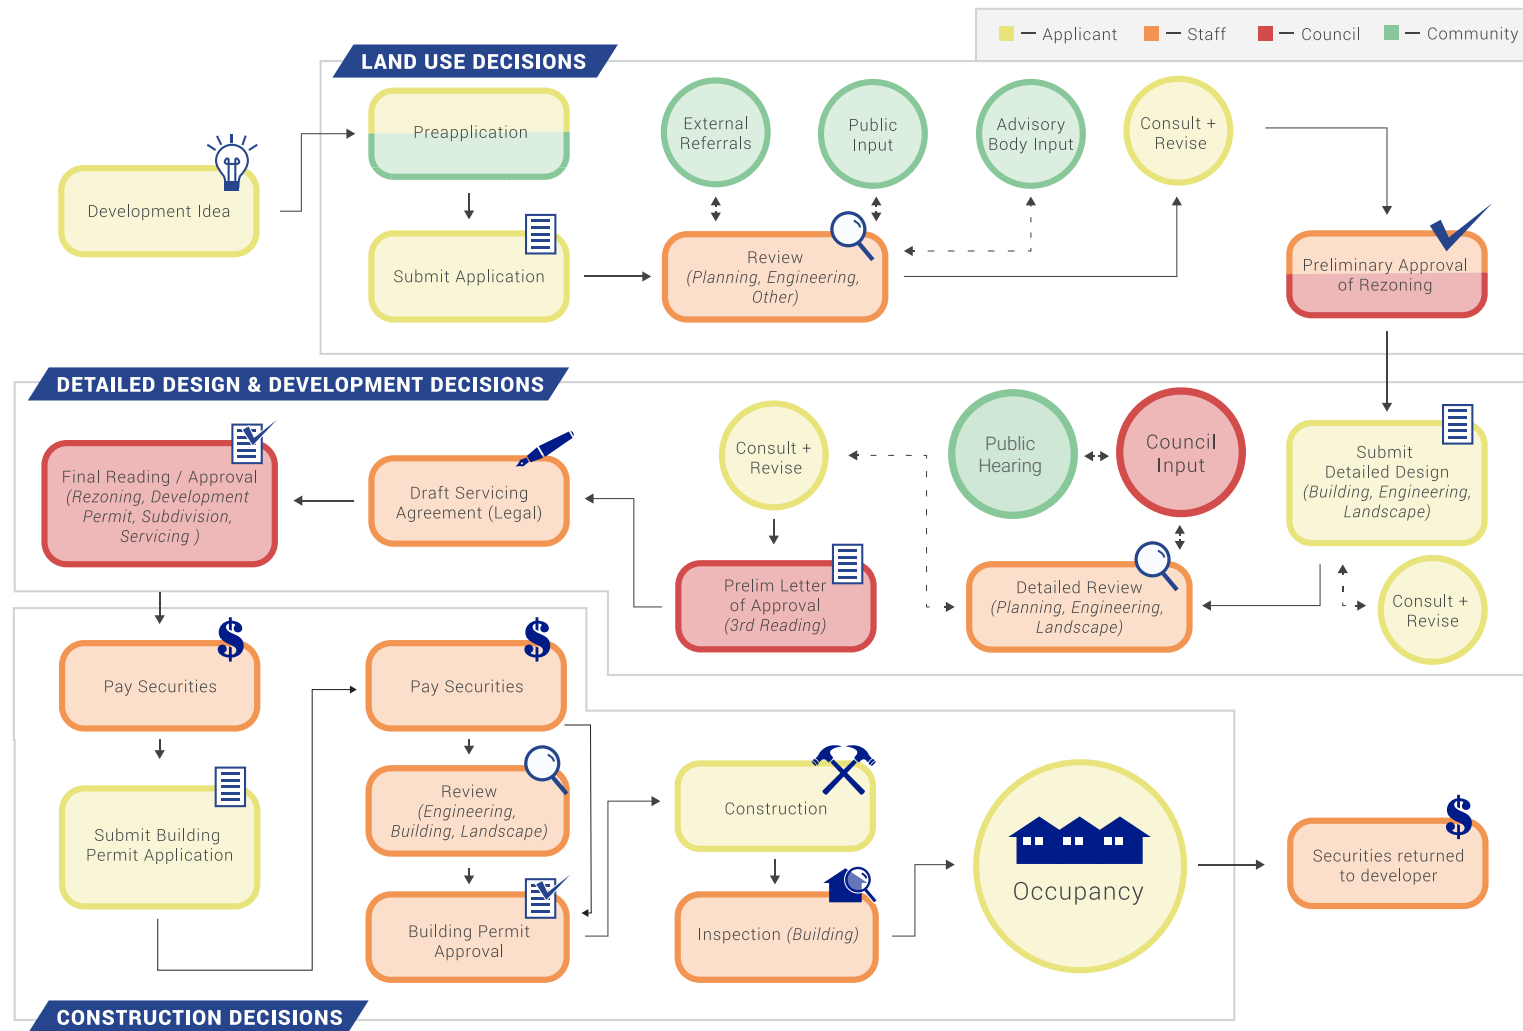 Applicant
Staff
Council
Community
LAND USE DECISIONS
Development Idea
Preapplication
Submit Application
External
Referrals
Public
Input
Advisory
Body Input
Consult +
Revise
Review
(Planning, Engineering,
Other)
Preliminary Approval
of Rezoning
DETAILED DESIGN & DEVELOPMENT DECISIONS
Submit
Detailed Design
(Building, Engineering,
Landscape)
Consult +
Revise
Council
Input
Public
Hearing
Detailed Review
(Planning, Engineering,
Landscape)
Consult +
Revise
Prelim Letter
of Approval
(3rd Reading)
Draft Servicing
Agreement (Legal)
Final Reading / Approval
(Rezoning, Development
Permit, Subdivision,
Servicing )
$
Pay Securities
Submit Building
Permit Application
$
Pay Securities
Review
(Engineering,
Building, Landscape)
Building Permit
Approval
Construction
Inspection (Building)
Occupancy
$
Securities returned
to developer
CONSTRUCTION DECISIONS